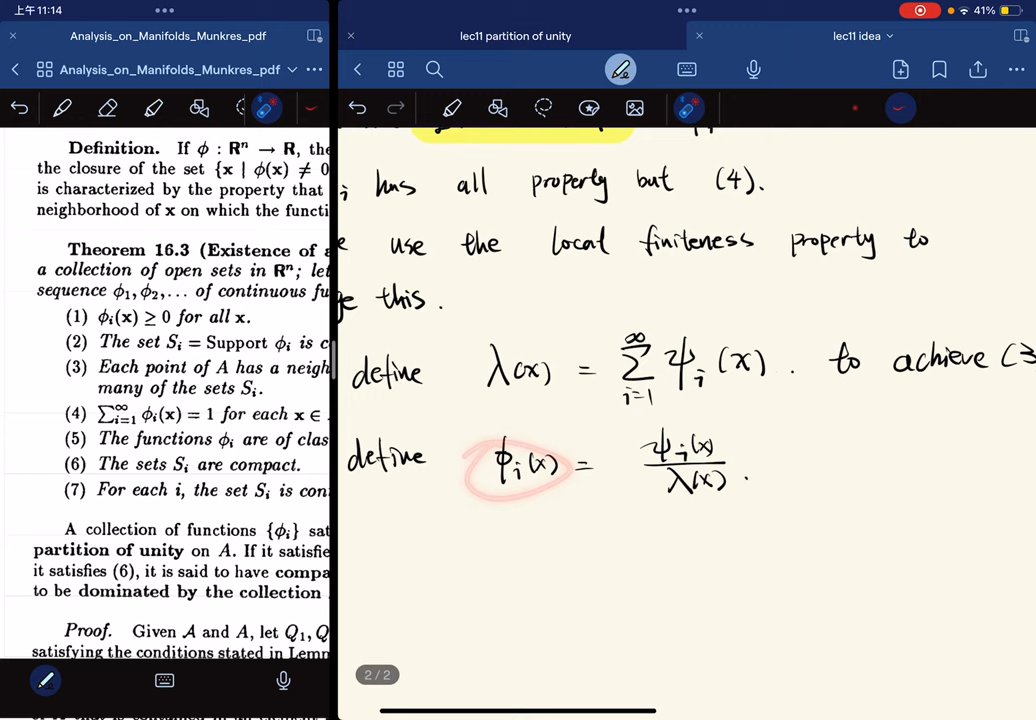 上午11:14
41%
Analysis_on_Manifolds_Munkres_pdf
lec11 partition of unity
lec11 idea
Analysis_on_Manifolds_Munkres_pdf
Definition. If ϕ : Rⁿ → R, the
the closure of the set {x | ϕ(x) ≠ 0
is characterized by the property that
neighborhood of x on which the functi
Theorem 16.3 (Existence of a
a collection of open sets in Rⁿ; let
sequence ϕ₁, ϕ₂, ... of continuous fu
(1) ϕᵢ(x) ≥ 0 for all x.
(2) The set Sᵢ = Support ϕᵢ is c
(3) Each point of A has a neigh
many of the sets Sᵢ.
(4) ∑ᵢ₌₁^∞ ϕᵢ(x) = 1 for each x ∈
(5) The functions ϕᵢ are of clas
(6) The sets Sᵢ are compact.
(7) For each i, the set Sᵢ is con
A collection of functions {ϕᵢ} sat
partition of unity on A. If it satisfie
it satisfies (6), it is said to have compa
to be dominated by the collection
Proof. Given A and A, let Q₁, Q
satisfying the conditions stated in Lemm
i has all property but (4).
e use the local finiteness property to
ge this.
define λ(x) = ∑ᵢ₌₁^∞ ψᵢ(x). to achieve (3
define ϕᵢ(x) = ψᵢ(x) / λ(x).
2 / 2